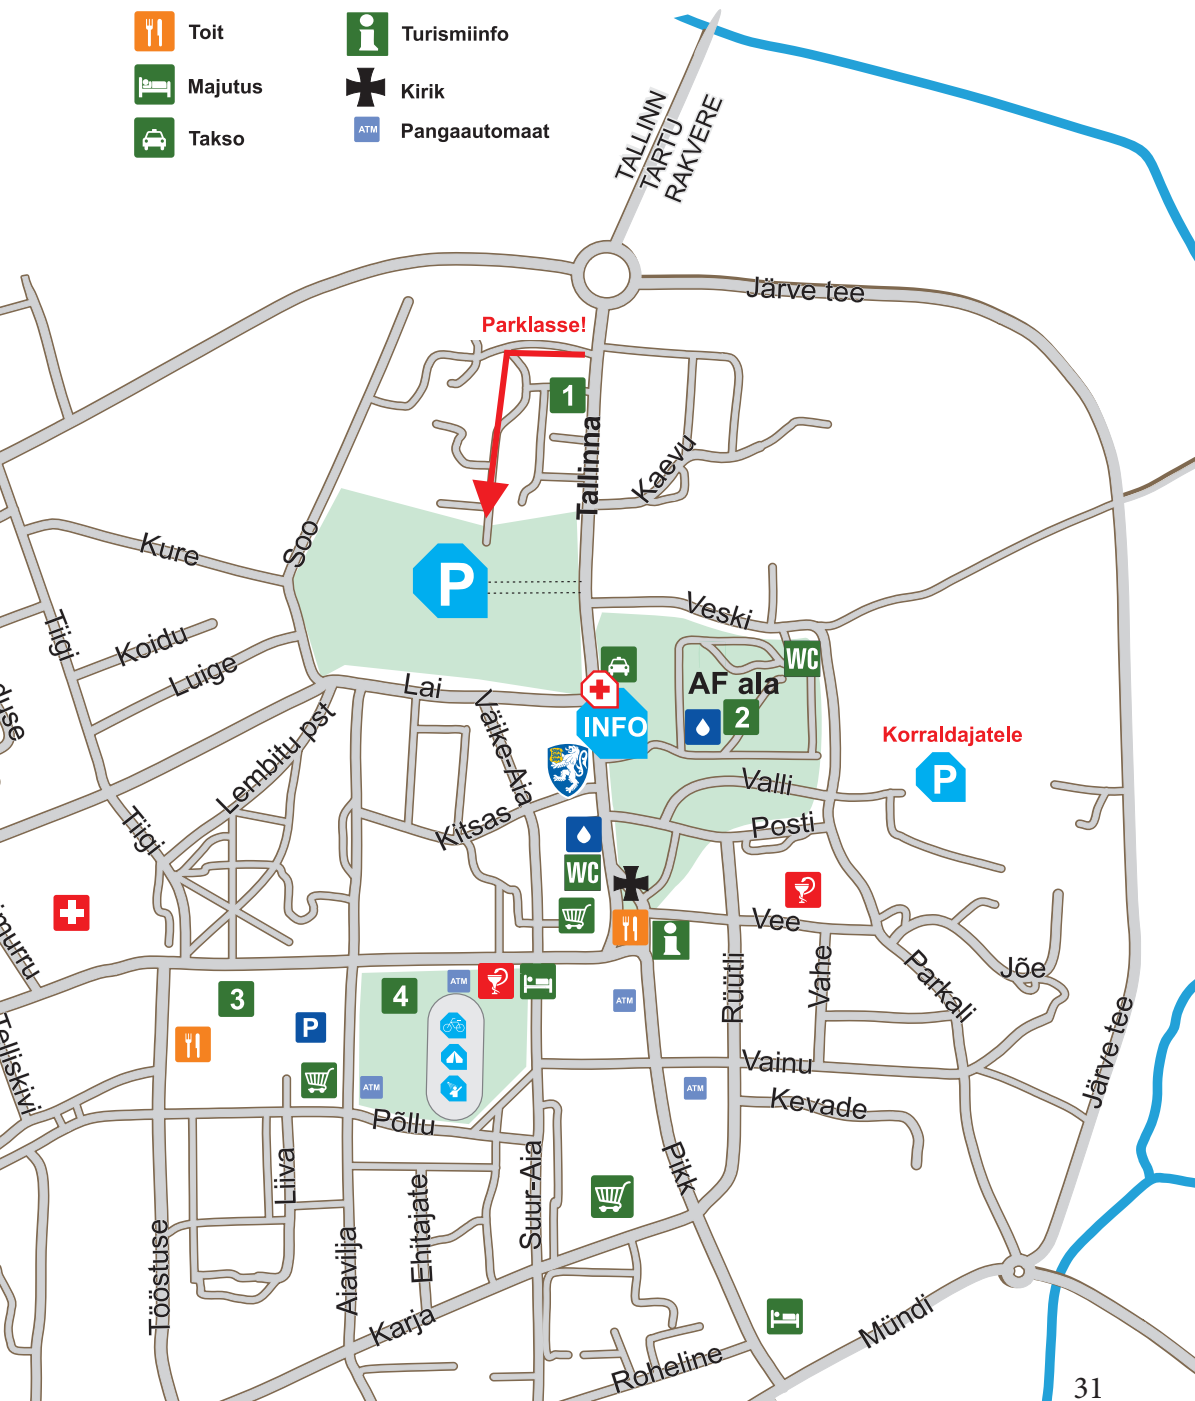 Toit
Turismiinfo
Majutus
Kirik
Takso
ATM
Pangaautomaat
TALLINN
TARTU
RAKVERE
Järve tee
Parklasse!
1
Tallinna
Kaevu
Soo
Kure
P
Veski
Tiigi
Koidu
Luige
WC
Lai
AF ala
duse
Väike-Aia
INFO
2
Lembitu pst
Korraldajatele
P
Valli
Tiigi
Kitsas
Posti
WC
Vee
imurru
Rüütli
Vahe
Parkali
Jõe
3
4
ATM
ATM
P
Telliskivi
Järve tee
Vainu
ATM
ATM
Kevade
Põllu
Liiva
Suur-Aia
Pikk
Ehitajate
Tööstuse
Aiavilja
Karja
Mündi
Roheline
31